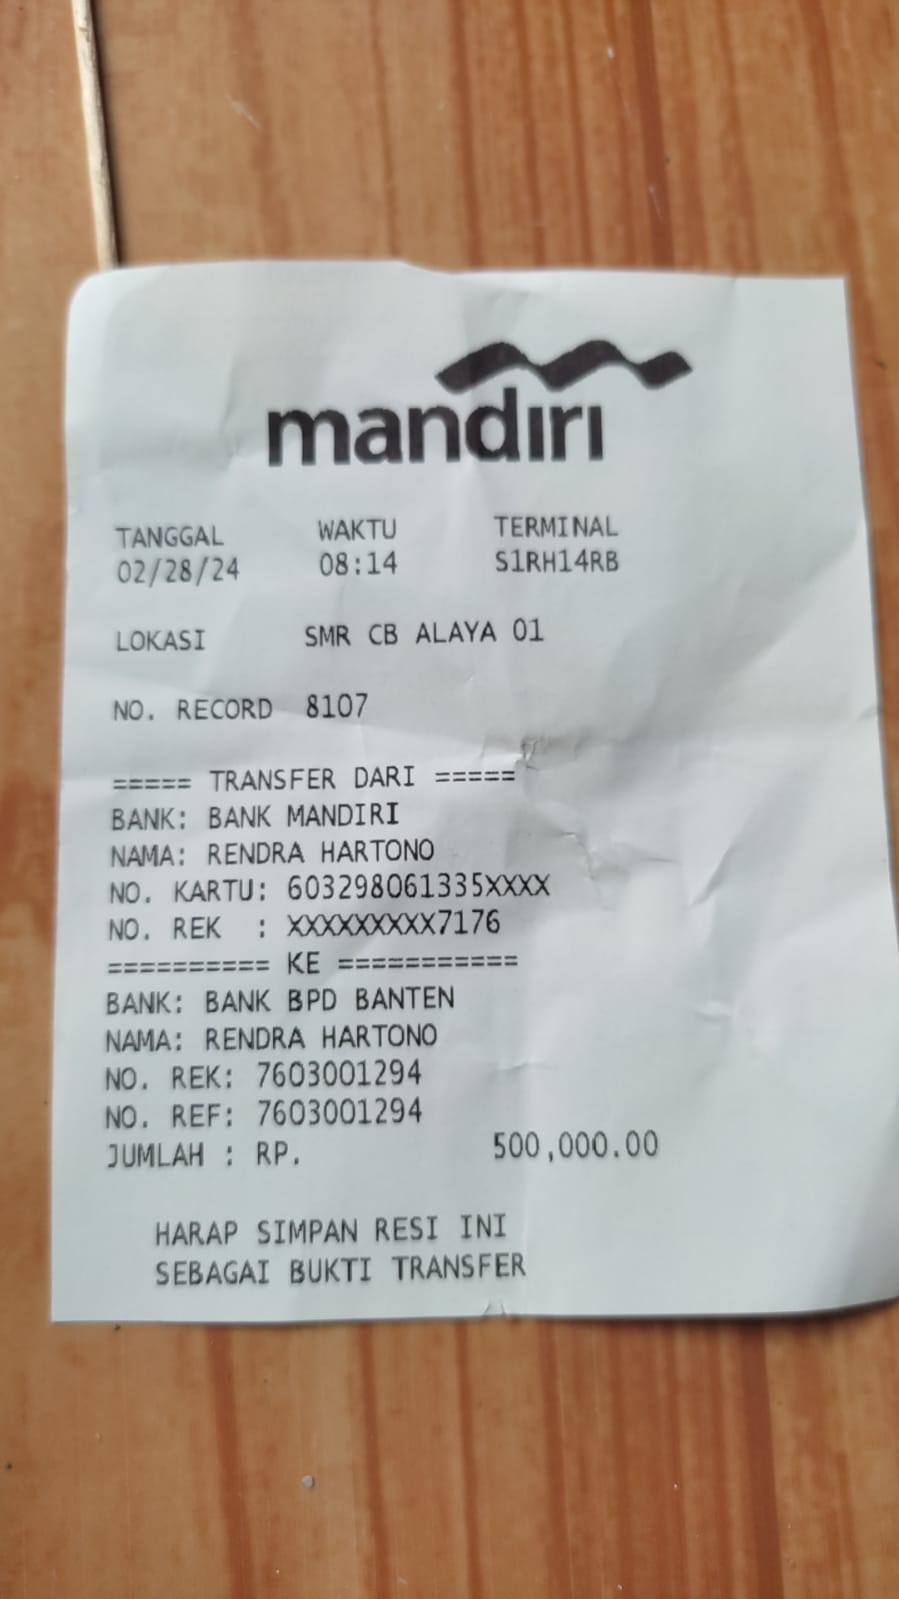 mandiri
TANGGAL WAKTU TERMINAL
02/28/24 08:14 S1RH14RB
LOKASI SMR CB ALAYA 01
NO. RECORD 8107
===== TRANSFER DARI =====
BANK: BANK MANDIRI
NAMA: RENDRA HARTONO
NO. KARTU: 603298061335XXXX
NO. REK : XXXXXXXXX7176
========== KE ===========
BANK: BANK BPD BANTEN
NAMA: RENDRA HARTONO
NO. REK: 7603001294
NO. REF: 7603001294
JUMLAH : RP. 500,000.00
HARAP SIMPAN RESI INI
SEBAGAI BUKTI TRANSFER